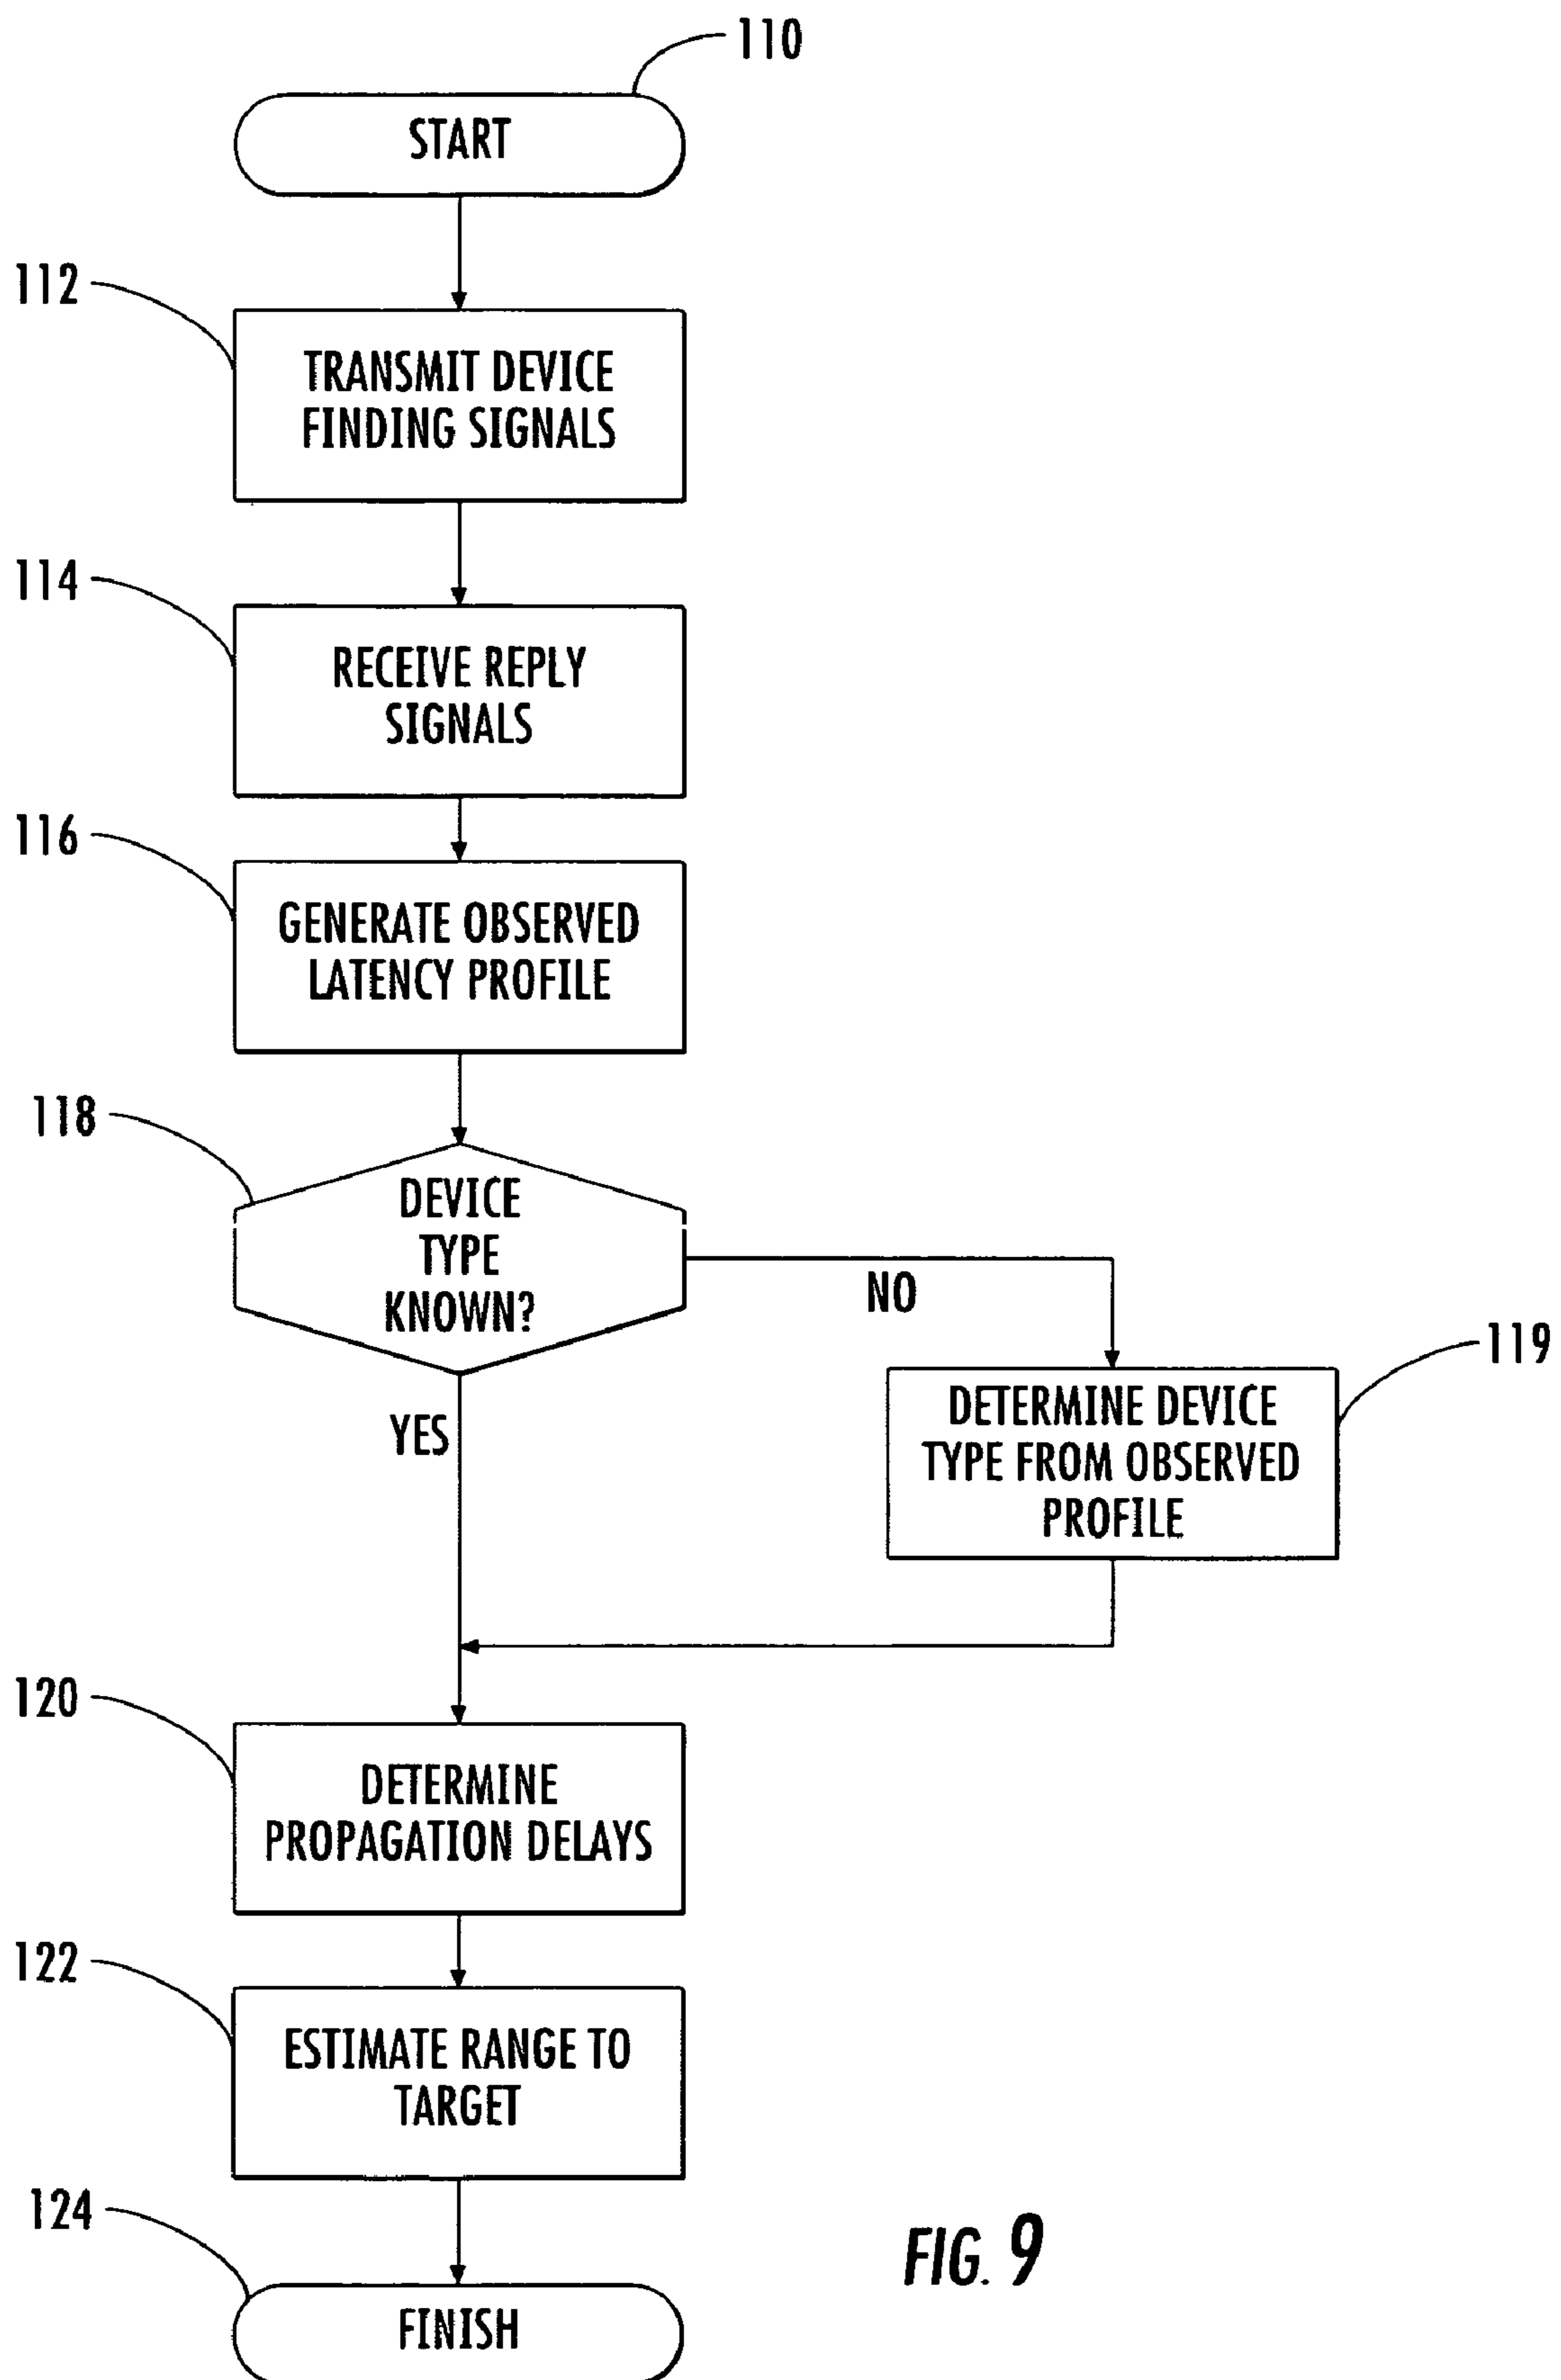 110
START
112
TRANSMIT DEVICE
FINDING SIGNALS
114
RECEIVE REPLY
SIGNALS
116
GENERATE OBSERVED
LATENCY PROFILE
118
DEVICE
TYPE
KNOWN?
NO
YES
119
DETERMINE DEVICE
TYPE FROM OBSERVED
PROFILE
120
DETERMINE
PROPAGATION DELAYS
122
ESTIMATE RANGE TO
TARGET
124
FINISH
FIG. 9